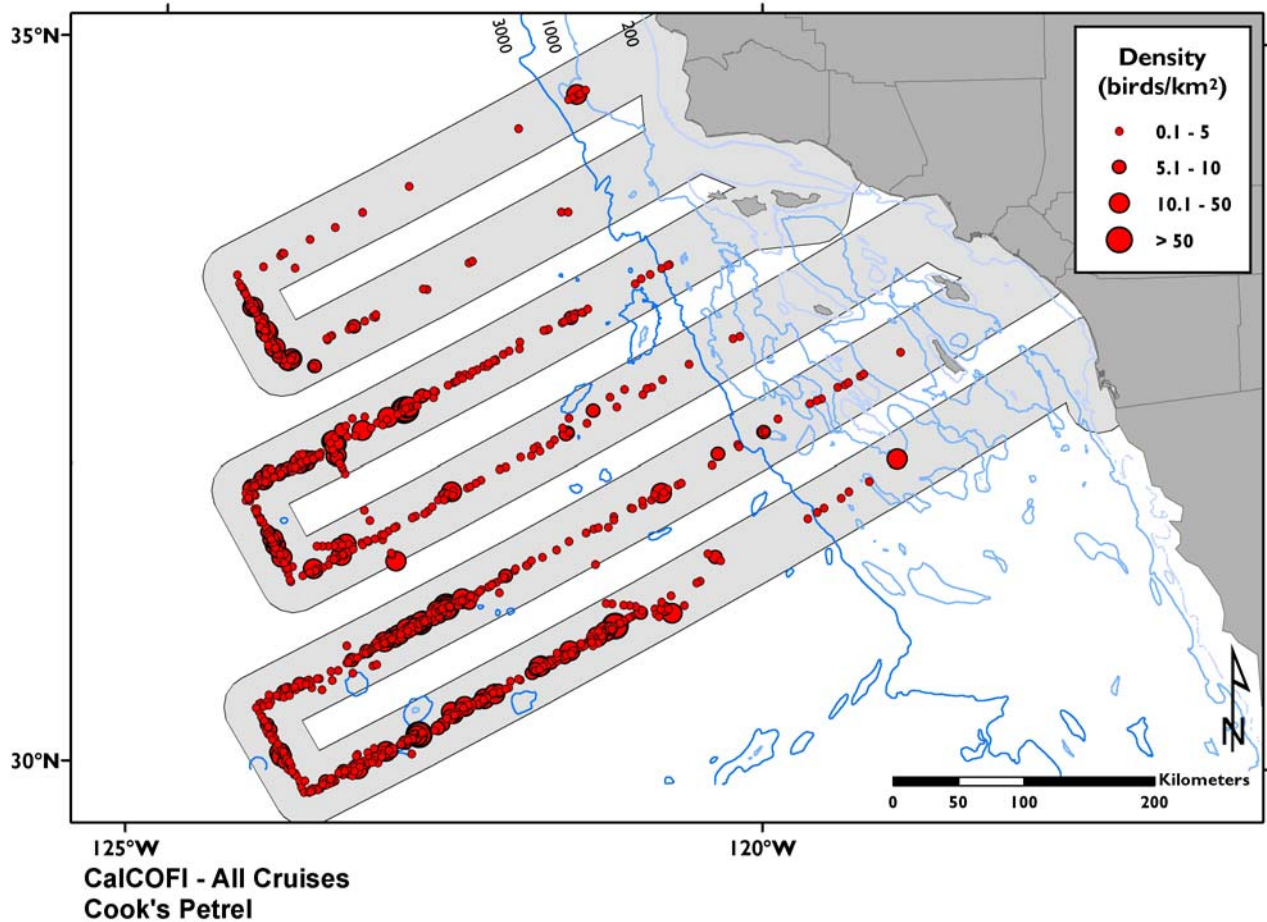 35°N
3000
1000
200
Density
(birds/km²)
0.1 - 5
5.1 - 10
10.1 - 50
> 50
N
30°N
Kilometers
0 50 100 200
125°W 120°W
CalCOFI - All Cruises
Cook's Petrel